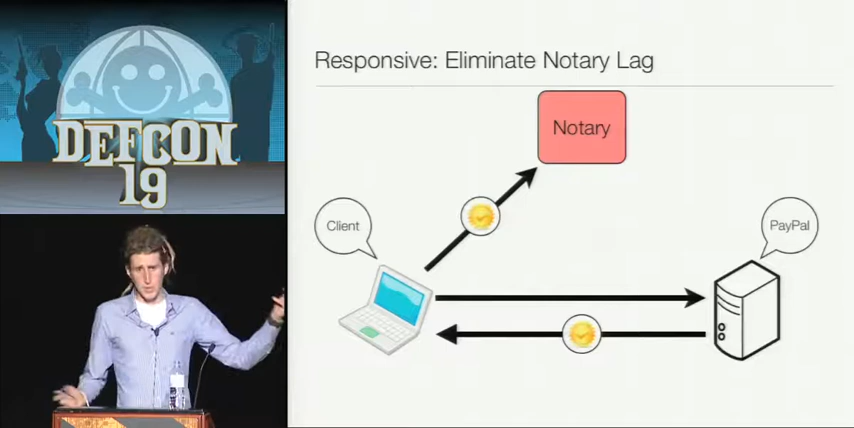 DEFCON
19
Responsive: Eliminate Notary Lag
Notary
Client
PayPal